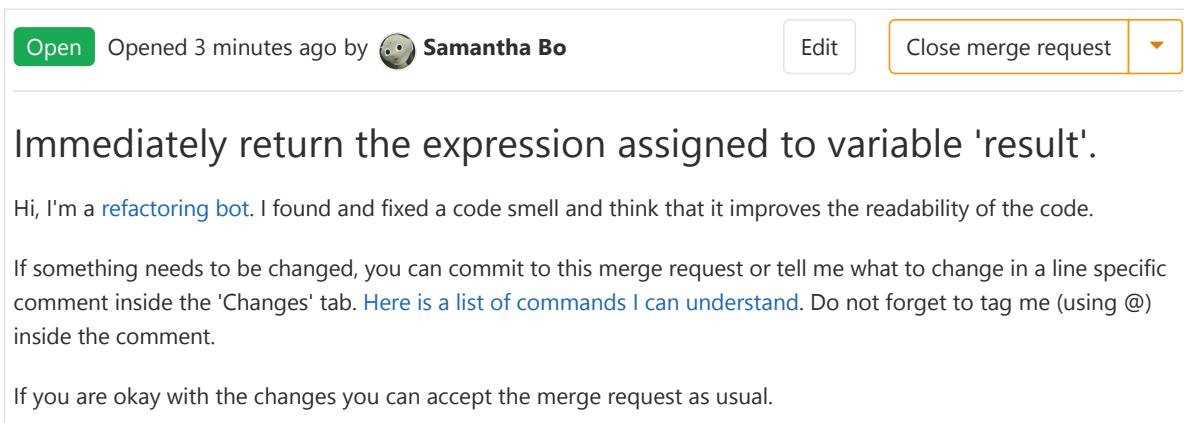 Open Opened 3 minutes ago by Samantha Bo Edit Close merge request
Immediately return the expression assigned to variable 'result'.
Hi, I'm a refactoring bot. I found and fixed a code smell and think that it improves the readability of the code.
If something needs to be changed, you can commit to this merge request or tell me what to change in a line specific
comment inside the 'Changes' tab. Here is a list of commands I can understand. Do not forget to tag me (using @)
inside the comment.
If you are okay with the changes you can accept the merge request as usual.